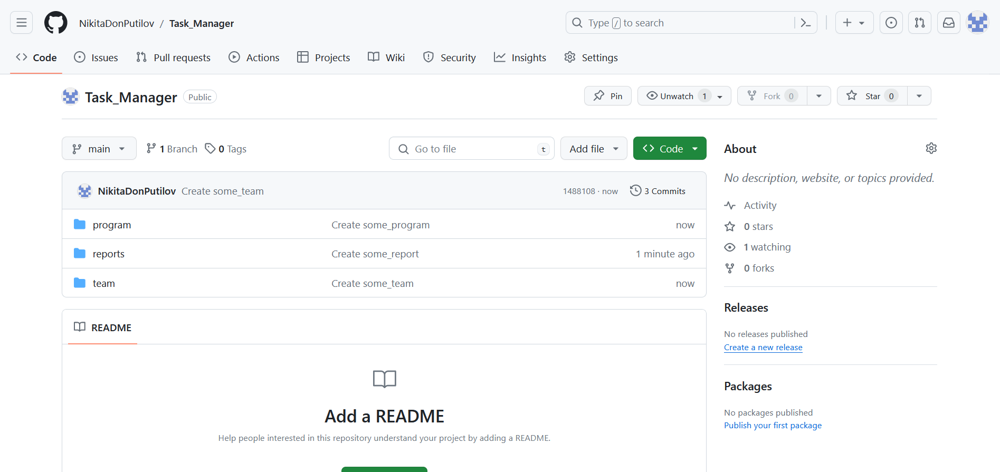 NikitaDonPutilov / Task_Manager
Type / to search
Code Issues Pull requests Actions Projects Wiki Security Insights Settings
Task_Manager Public
Pin Unwatch 1 Fork 0 Star 0
main 1 Branch 0 Tags Go to file t Add file Code
NikitaDonPutilov Create some_team 1488108 · now 3 Commits
program Create some_program now
reports Create some_report 1 minute ago
team Create some_team now
README
Add a README
Help people interested in this repository understand your project by adding a README.
About
No description, website, or topics provided.
Activity
0 stars
1 watching
0 forks
Releases
No releases published
Create a new release
Packages
No packages published
Publish your first package